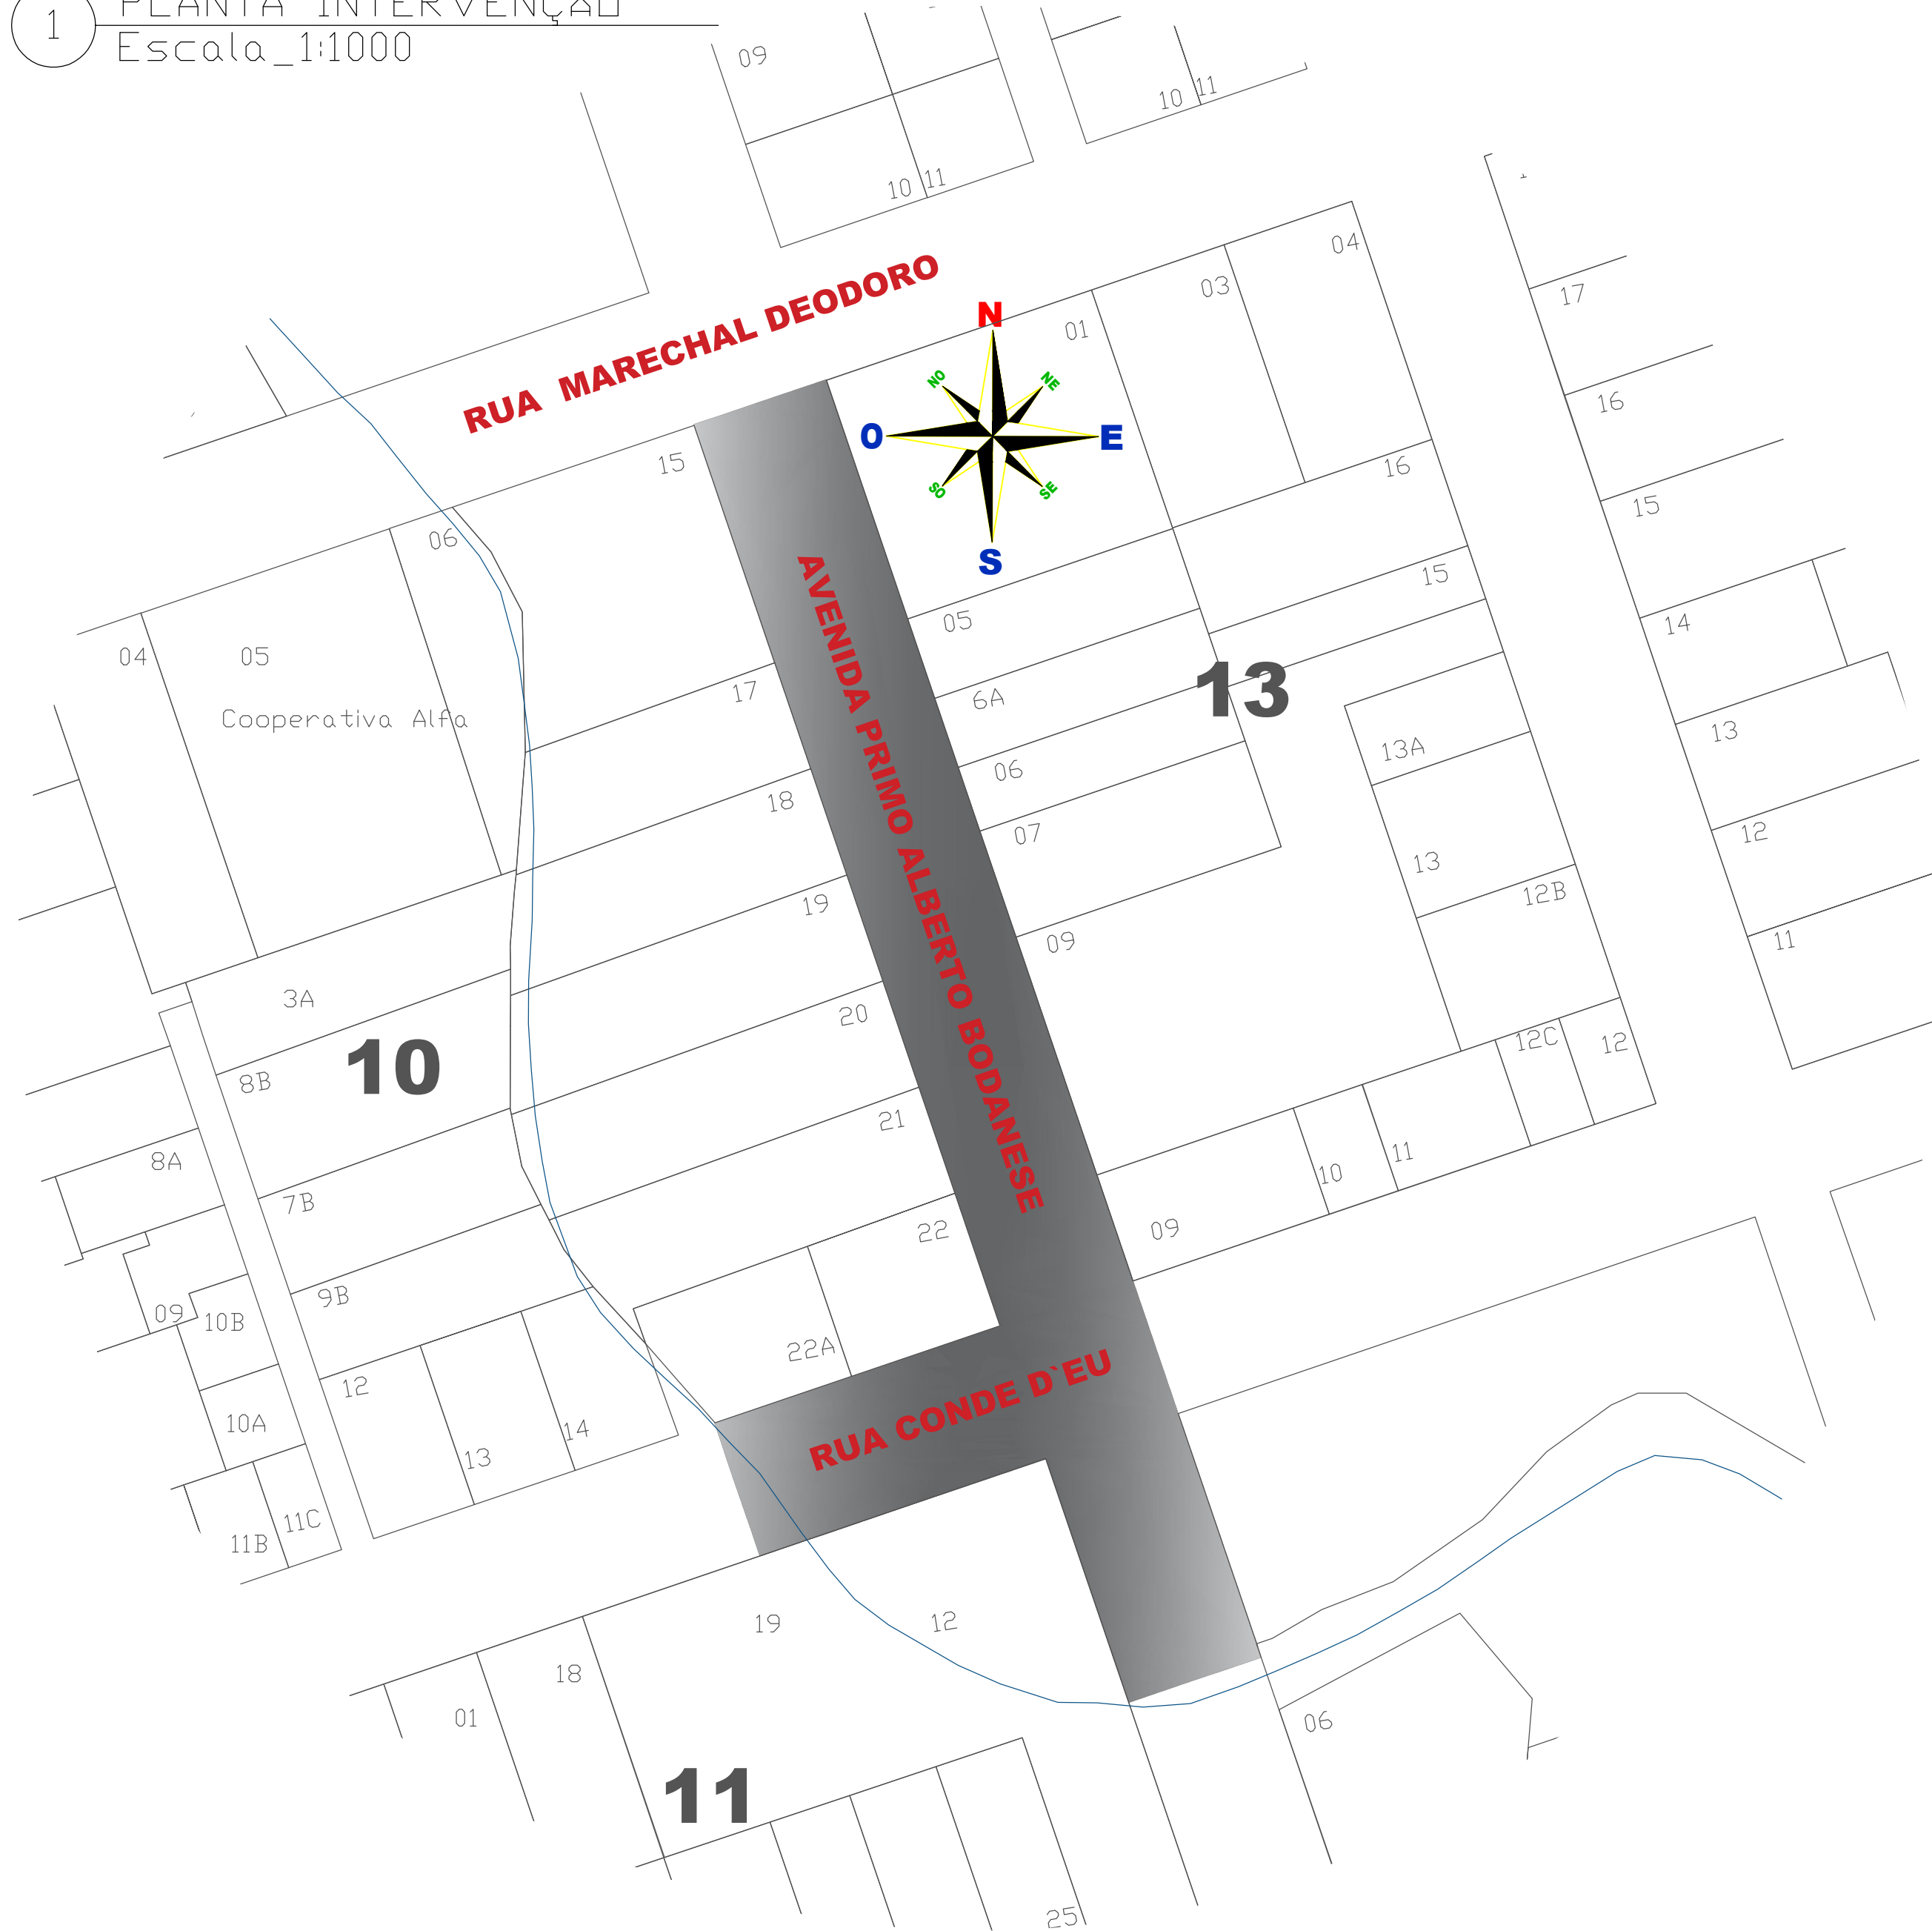 1
PLANTA INTERVENÇÃO
Escala_1:1000
09
10 11
10 11
RUA MARECHAL DEODORO
N
NO
NE
O
E
SO
SE
S
01
03
04
17
16
15
14
13
12
11
15
06
04
05
Cooperativa Alfa
17
18
19
20
21
22
22A
AVENIDA PRIMO ALBERTO BODANESE
05
6A
06
07
09
13
16
15
13A
13
12B
12C
12
11
10
09
3A
10
8B
7B
9B
12
13
14
8A
09
10B
10A
11B
11C
RUA CONDE D`EU
19
12
18
01
11
06
25